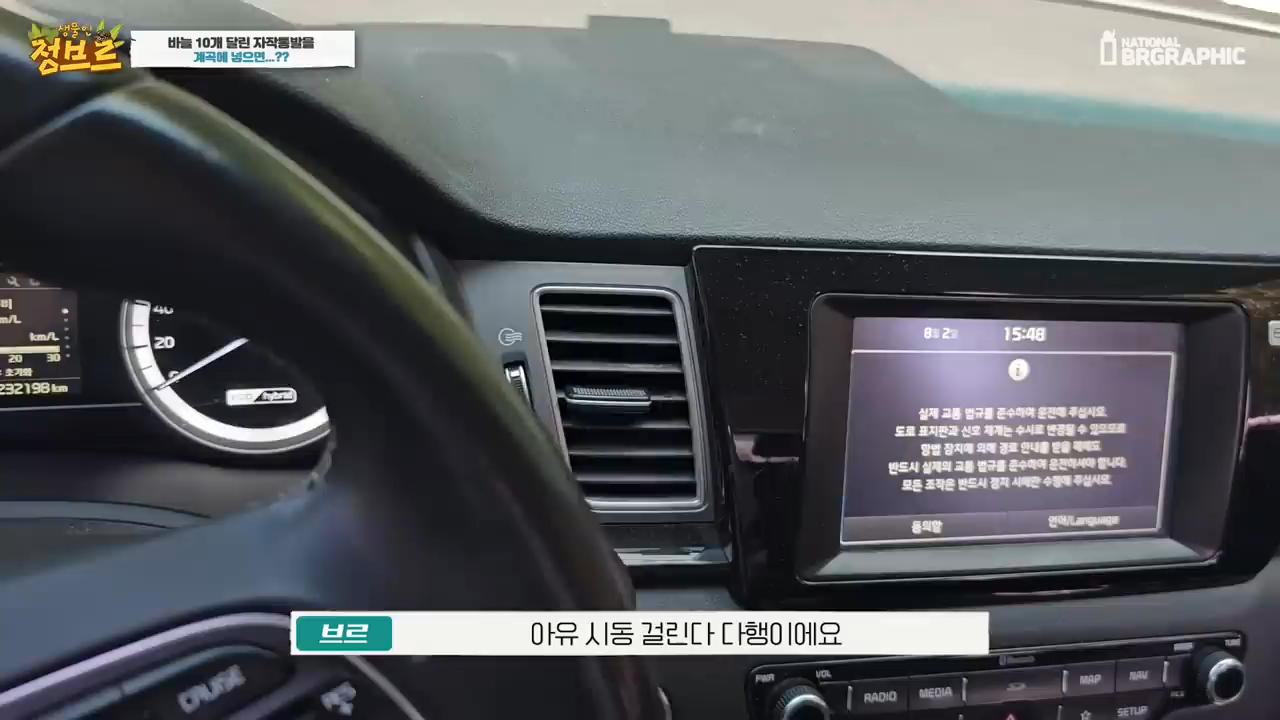 생물인
점브르
바늘 10개 달린 자작통발을
계곡에 넣으면...??
NATIONAL
BRGRAPHIC
8월 2일 15:48
실제 교통 법규를 준수하여 운전해 주십시오.
도로 표지판과 신호 체계는 수시로 변경될 수 있으므로
항법 장치에 의해 경로 안내를 받을 때에도
반드시 실제의 교통 법규를 준수하여 운전하셔야 합니다.
모든 조작은 반드시 정지 시에만 수행해 주십시오.
동의함
언어/Language
km/L
20 30
초기화
232198 km
20
hybrid
브르
아유 시동 걸린다 다행이에요
CRUISE
RES
PWR
VOL
RADIO
MEDIA
MAP
NAV
SETUP
TUNE